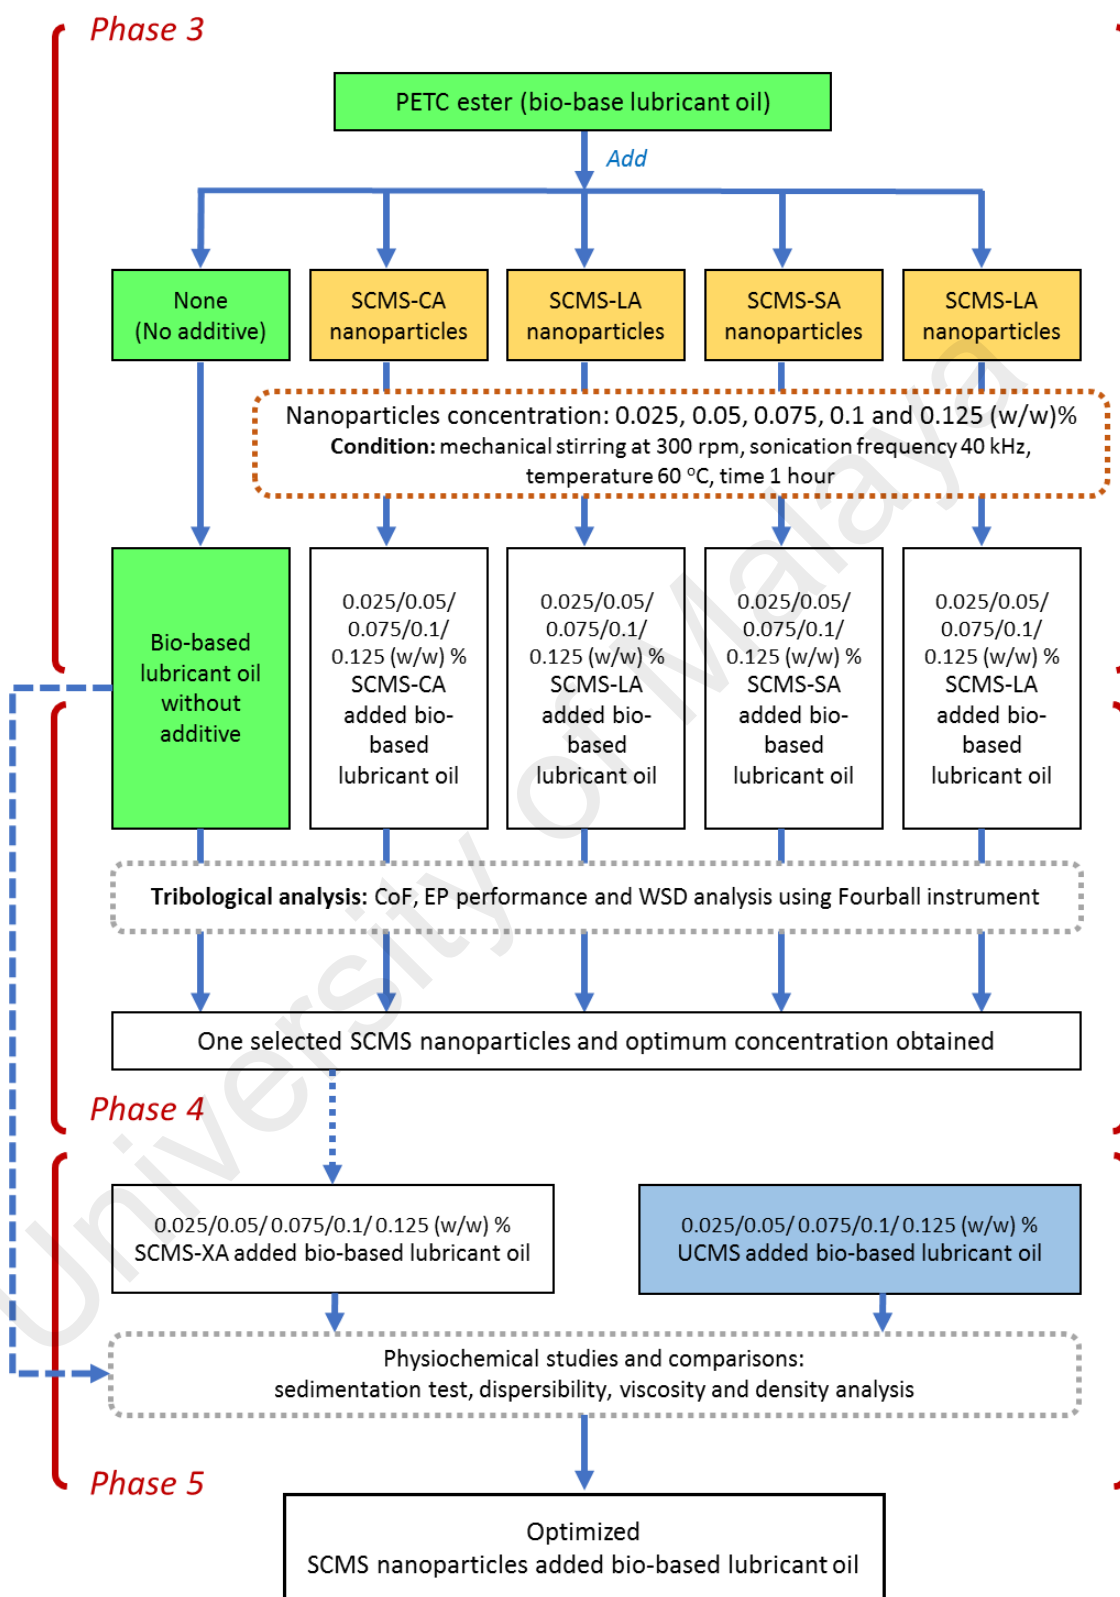 Phase 3
PETC ester (bio-base lubricant oil)
Add
None
(No additive)
SCMS-CA
nanoparticles
SCMS-LA
nanoparticles
SCMS-SA
nanoparticles
SCMS-LA
nanoparticles
Nanoparticles concentration: 0.025, 0.05, 0.075, 0.1 and 0.125 (w/w)%
Condition: mechanical stirring at 300 rpm, sonication frequency 40 kHz,
temperature 60 °C, time 1 hour
Bio-based
lubricant oil
without
additive
0.025/0.05/
0.075/0.1/
0.125 (w/w) %
SCMS-CA
added bio-
based
lubricant oil
0.025/0.05/
0.075/0.1/
0.125 (w/w) %
SCMS-LA
added bio-
based
lubricant oil
0.025/0.05/
0.075/0.1/
0.125 (w/w) %
SCMS-SA
added bio-
based
lubricant oil
0.025/0.05/
0.075/0.1/
0.125 (w/w) %
SCMS-LA
added bio-
based
lubricant oil
Tribological analysis: CoF, EP performance and WSD analysis using Fourball instrument
One selected SCMS nanoparticles and optimum concentration obtained
Phase 4
0.025/0.05/ 0.075/0.1/ 0.125 (w/w) %
SCMS-XA added bio-based lubricant oil
0.025/0.05/ 0.075/0.1/ 0.125 (w/w) %
UCMS added bio-based lubricant oil
Physiochemical studies and comparisons:
sedimentation test, dispersibility, viscosity and density analysis
Phase 5
Optimized
SCMS nanoparticles added bio-based lubricant oil
University of Malaya